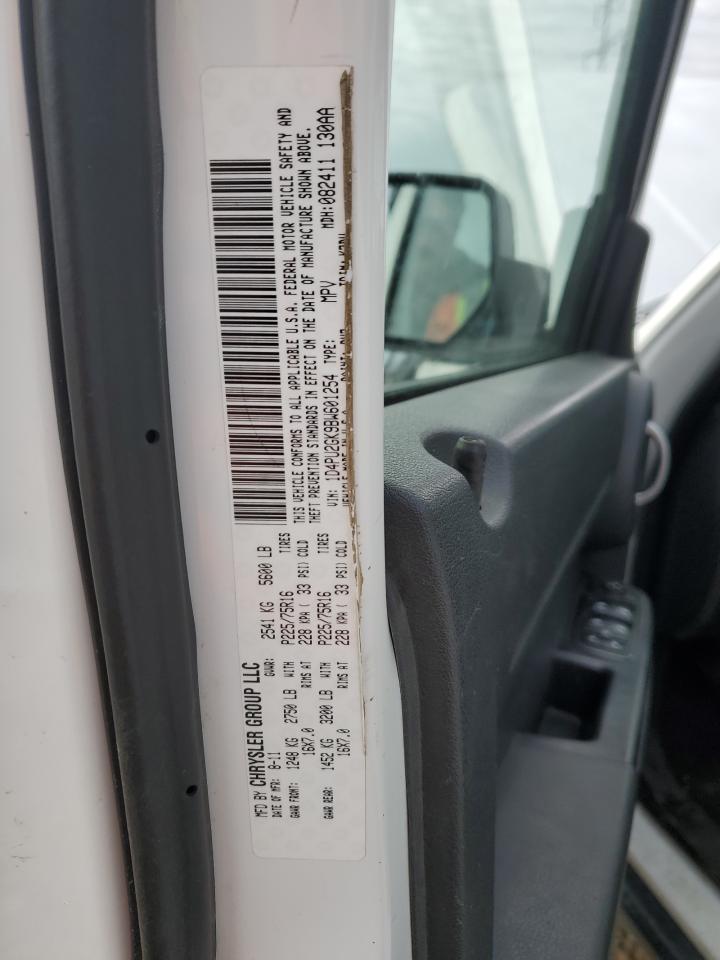 MFD BY CHRYSLER GROUP LLC
DATE OF MFR: 8-11 GVWR: 2541 KG 5600 LB
GAWR FRONT: 1248 KG 2750 LB WITH P225/75R16 TIRES
16X7.0 RIMS AT 228 KPA ( 33 PSI) COLD
GAWR REAR: 1452 KG 3200 LB WITH P225/75R16 TIRES
16X7.0 RIMS AT 228 KPA ( 33 PSI) COLD
THIS VEHICLE CONFORMS TO ALL APPLICABLE U.S.A. FEDERAL MOTOR VEHICLE SAFETY AND
THEFT PREVENTION STANDARDS IN EFFECT ON THE DATE OF MANUFACTURE SHOWN ABOVE.
VIN: 1D4PU2GK9BW601254 TYPE: MPV MDH:082411 130AA